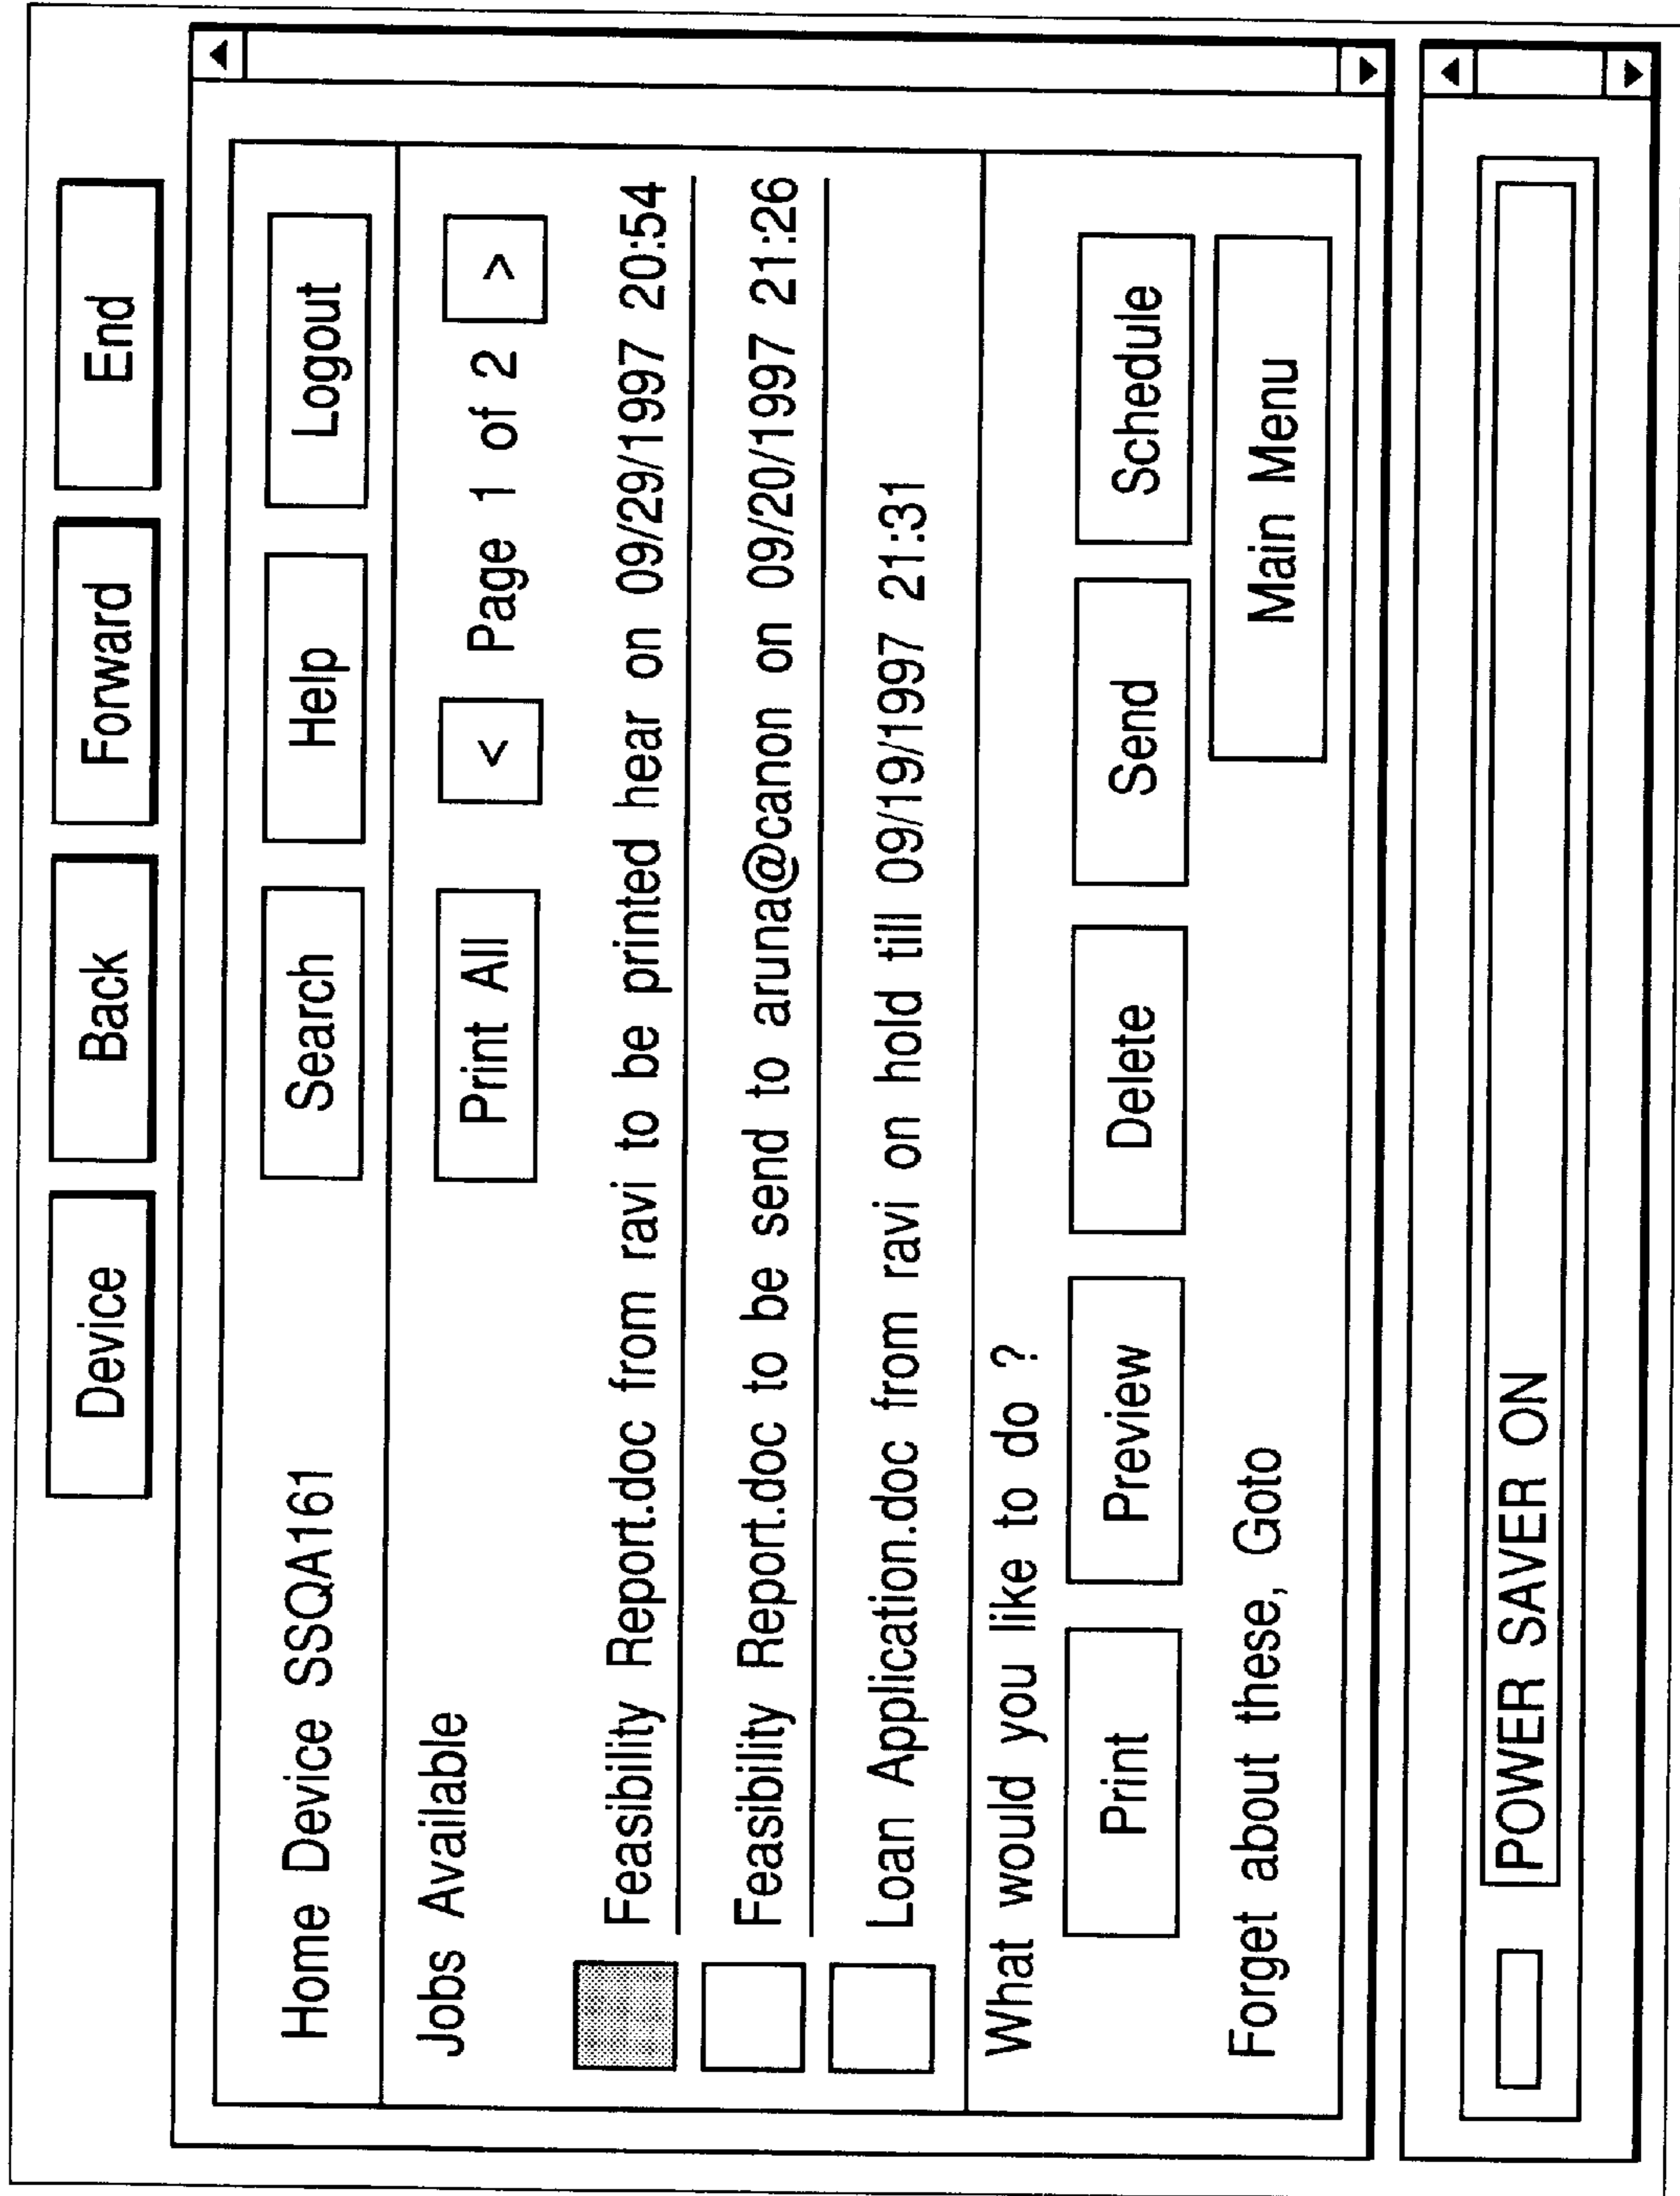 Device Back Forward End
Home Device SSQA161 Search Help Logout
Jobs Available Print All < Page 1 of 2 >
Feasibility Report.doc from ravi to be printed hear on 09/29/1997 20:54
Feasibility Report.doc to be send to aruna@canon on 09/20/1997 21:26
Loan Application.doc from ravi on hold till 09/19/1997 21:31
What would you like to do ?
Print Preview Delete Send Schedule
Forget about these, Goto Main Menu
POWER SAVER ON